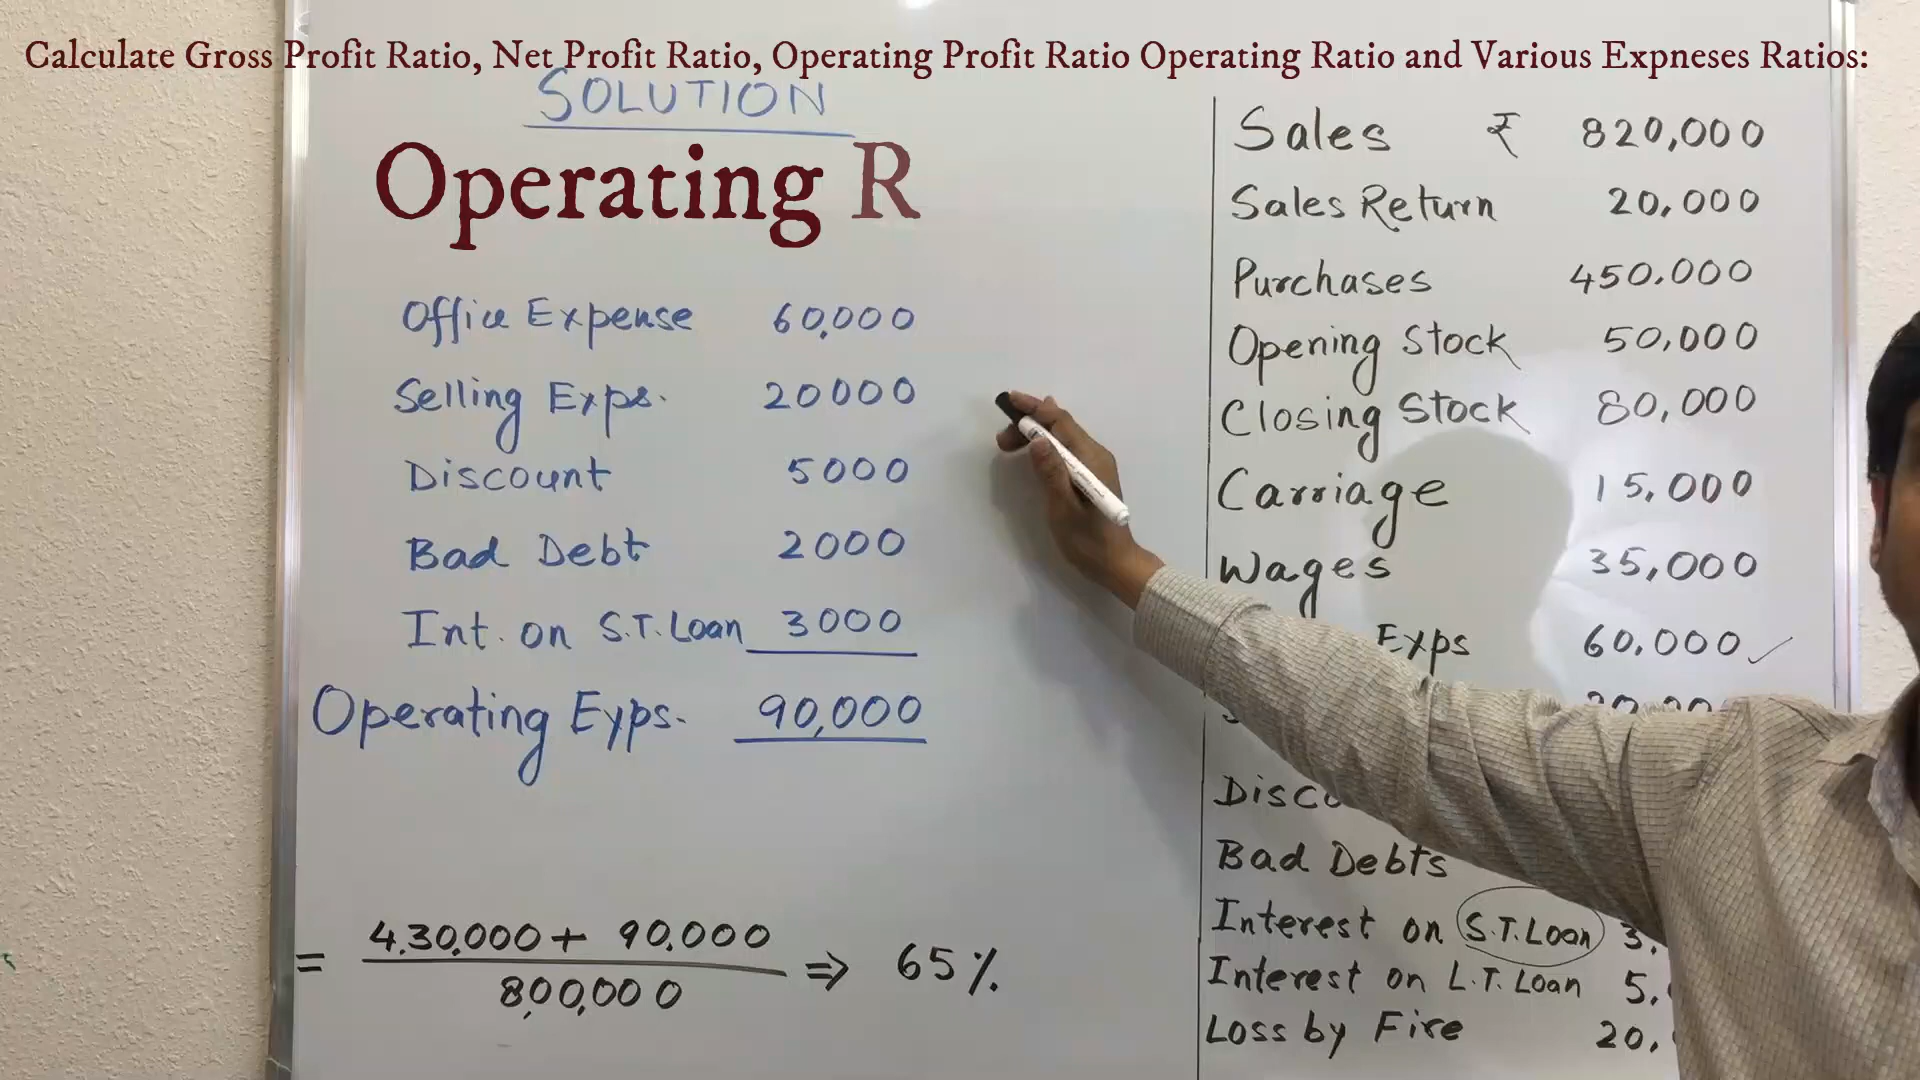 Calculate Gross Profit Ratio, Net Profit Ratio, Operating Profit Ratio Operating Ratio and Various Expneses Ratios:
SOLUTION
Operating R
Office Expense 60,000
Selling Exps. 20000
Discount 5000
Bad Debt 2000
Int. on S.T. Loan 3000
Operating Eyps. 90,000
= 4,30,000 + 90,000
8,00,000
⇒ 65%
Sales ₹ 820,000
Sales Return 20,000
Purchases 450,000
Opening Stock 50,000
Closing Stock 80,000
Carriage 15,000
Wages 35,000
Exps 60,000 ✓
Bad Debts
Interest on S.T. Loan 3,
Interest on L.T. Loan 5,
Loss by Fire 20,